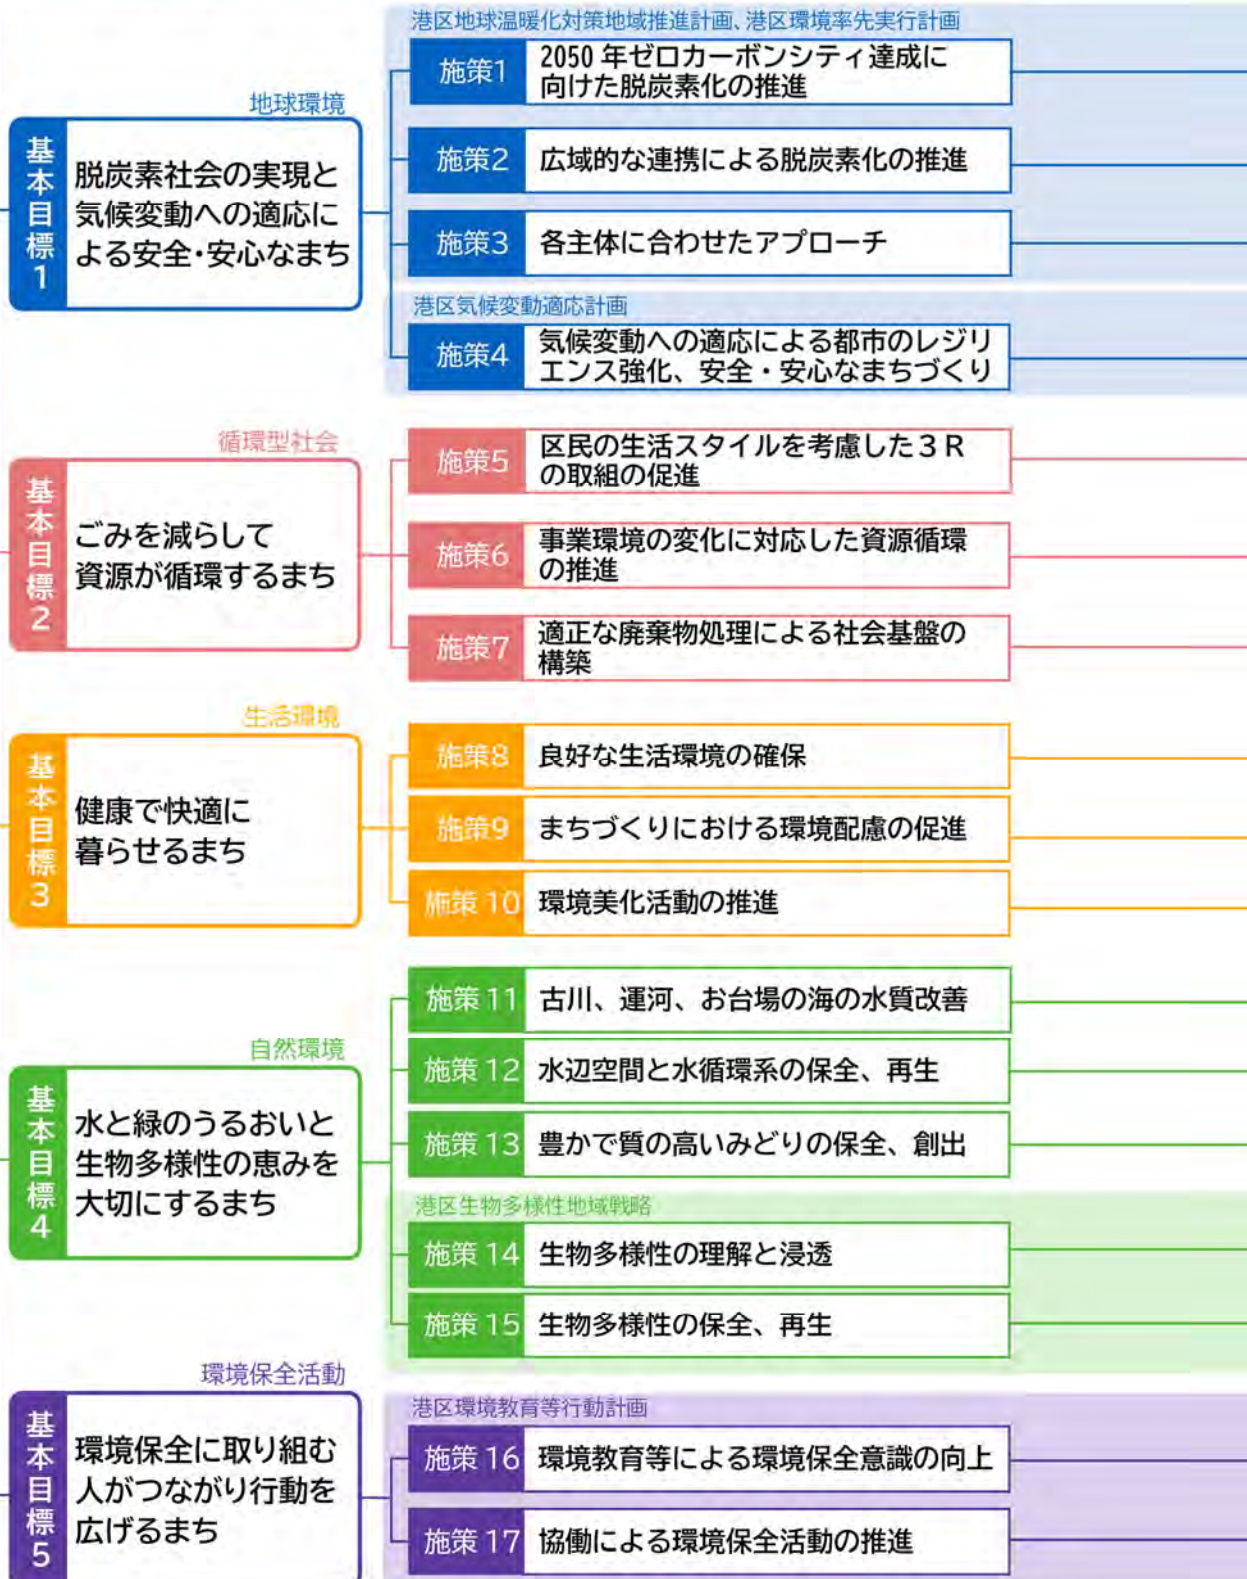 港区地球温暖化対策地域推進計画、港区環境率先実行計画
地球環境
基本目標1
脱炭素社会の実現と
気候変動への適応に
よる安全・安心なまち
施策1
2050年ゼロカーボンシティ達成に
向けた脱炭素化の推進
施策2
広域的な連携による脱炭素化の推進
施策3
各主体に合わせたアプローチ
港区気候変動適応計画
施策4
気候変動への適応による都市のレジリ
エンス強化、安全・安心なまちづくり
循環型社会
基本目標2
ごみを減らして
資源が循環するまち
施策5
区民の生活スタイルを考慮した3R
の取組の促進
施策6
事業環境の変化に対応した資源循環
の推進
施策7
適正な廃棄物処理による社会基盤の
構築
生活環境
基本目標3
健康で快適に
暮らせるまち
施策8
良好な生活環境の確保
施策9
まちづくりにおける環境配慮の促進
施策10
環境美化活動の推進
自然環境
基本目標4
水と緑のうるおいと
生物多様性の恵みを
大切にするまち
施策11
古川、運河、お台場の海の水質改善
施策12
水辺空間と水循環系の保全、再生
施策13
豊かで質の高いみどりの保全、創出
港区生物多様性地域戦略
施策14
生物多様性の理解と浸透
施策15
生物多様性の保全、再生
環境保全活動
基本目標5
環境保全に取り組む
人がつながり行動を
広げるまち
港区環境教育等行動計画
施策16
環境教育等による環境保全意識の向上
施策17
協働による環境保全活動の推進